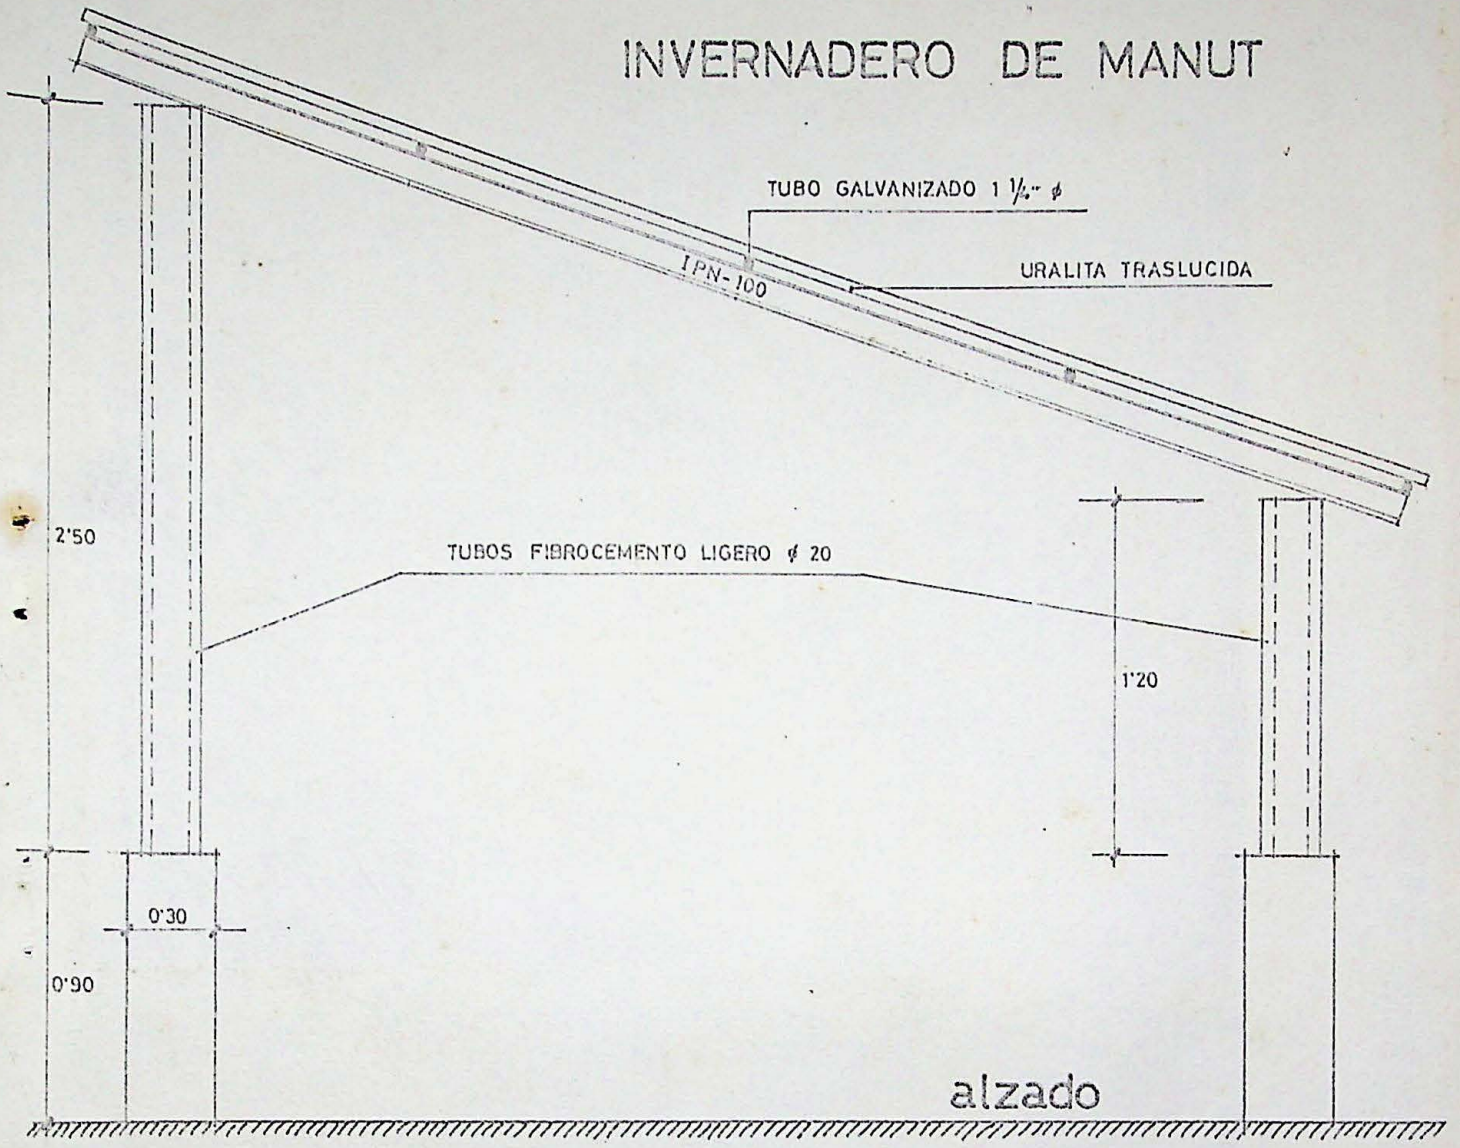 INVERNADERO DE MANUT
TUBO GALVANIZADO 1 1/4" ø
URALITA TRASLUCIDA
IPN-100
2'50
TUBOS FIBROCEMENTO LIGERO ø 20
1'20
0'30
0'90
alzado